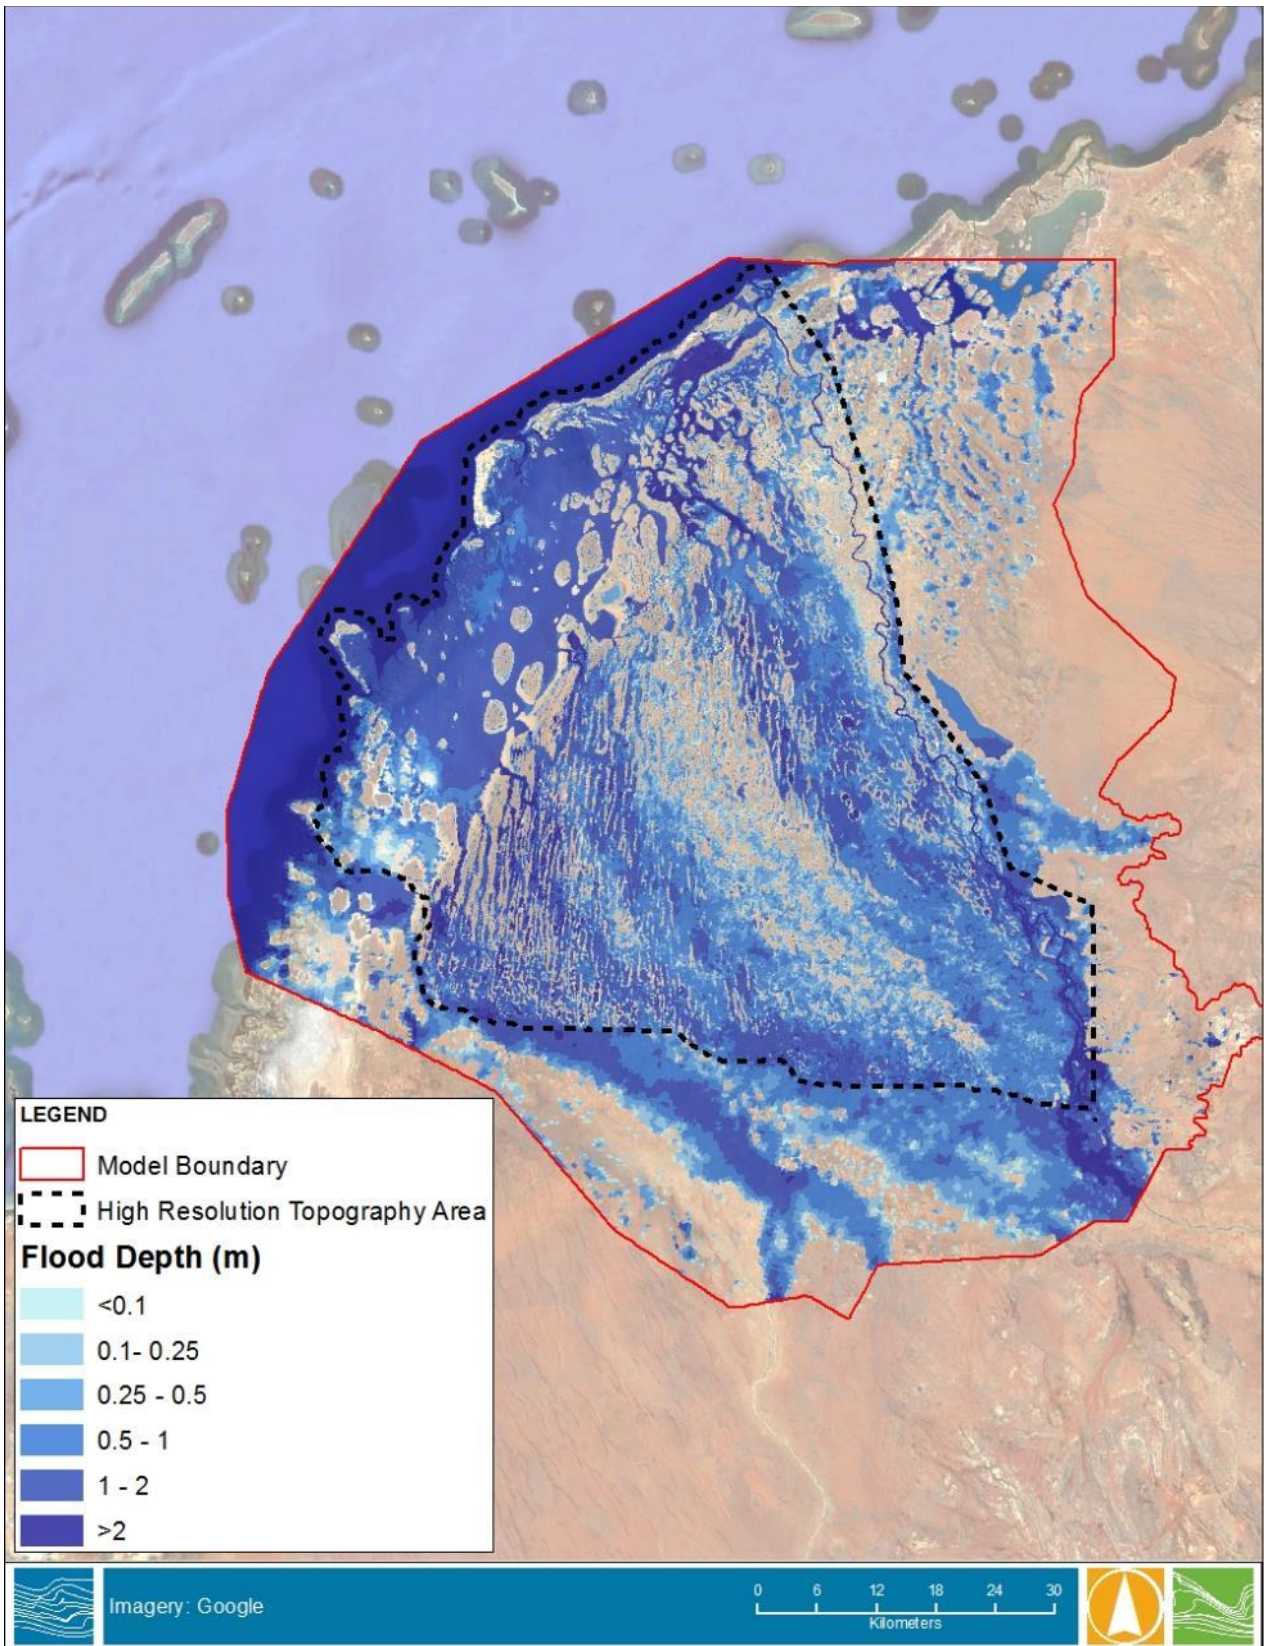 LEGEND
Model Boundary
High Resolution Topography Area
Flood Depth (m)
<0.1
0.1- 0.25
0.25 - 0.5
0.5 - 1
1 - 2
>2
Imagery: Google
0 6 12 18 24 30
Kilometers